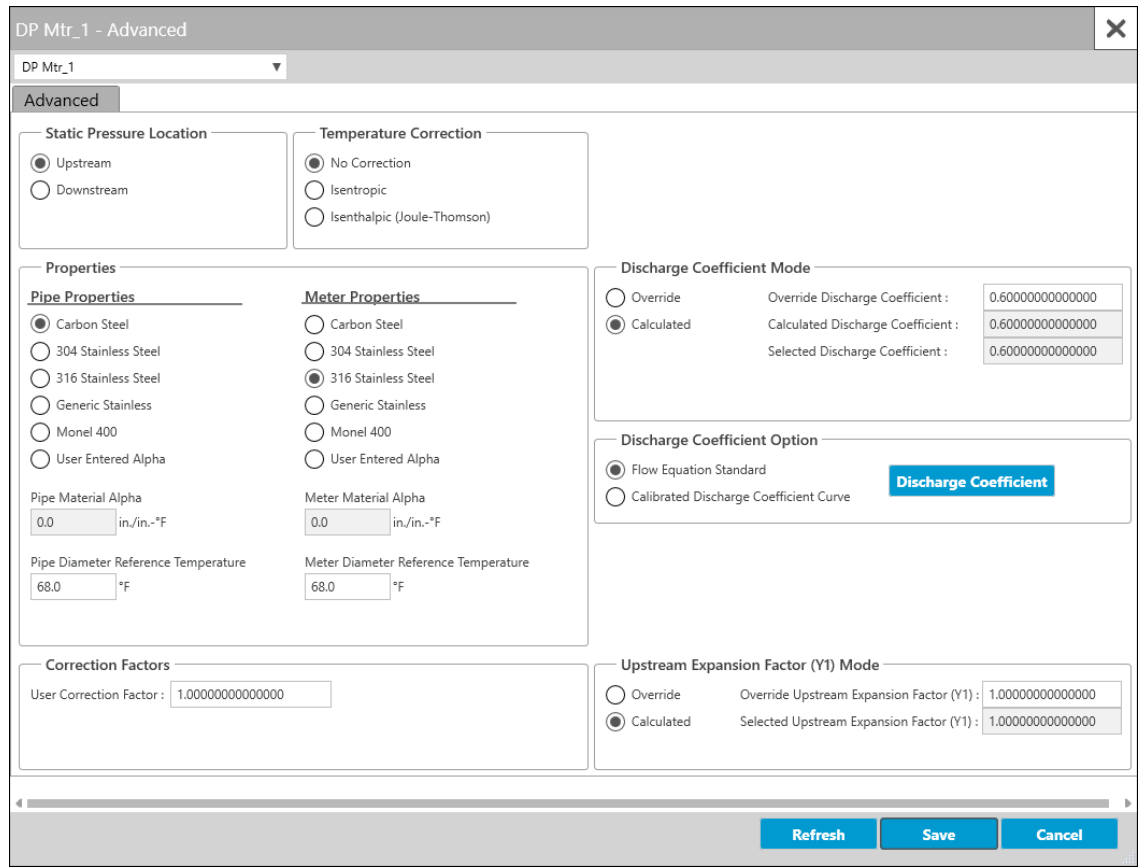 DP Mtr_1 - Advanced
DP Mtr_1
Advanced
Static Pressure Location
Upstream
Downstream
Temperature Correction
No Correction
Isentropic
Isenthalpic (Joule-Thomson)
Properties
Pipe Properties
Carbon Steel
304 Stainless Steel
316 Stainless Steel
Generic Stainless
Monel 400
User Entered Alpha
Pipe Material Alpha
0.0 in./in.-°F
Pipe Diameter Reference Temperature
68.0 °F
Meter Properties
Carbon Steel
304 Stainless Steel
316 Stainless Steel
Generic Stainless
Monel 400
User Entered Alpha
Meter Material Alpha
0.0 in./in.-°F
Meter Diameter Reference Temperature
68.0 °F
Discharge Coefficient Mode
Override
Calculated
Override Discharge Coefficient : 0.60000000000000
Calculated Discharge Coefficient : 0.60000000000000
Selected Discharge Coefficient : 0.60000000000000
Discharge Coefficient Option
Flow Equation Standard
Calibrated Discharge Coefficient Curve
Discharge Coefficient
Correction Factors
User Correction Factor : 1.00000000000000
Upstream Expansion Factor (Y1) Mode
Override
Calculated
Override Upstream Expansion Factor (Y1) : 1.00000000000000
Selected Upstream Expansion Factor (Y1) : 1.00000000000000
Refresh
Save
Cancel